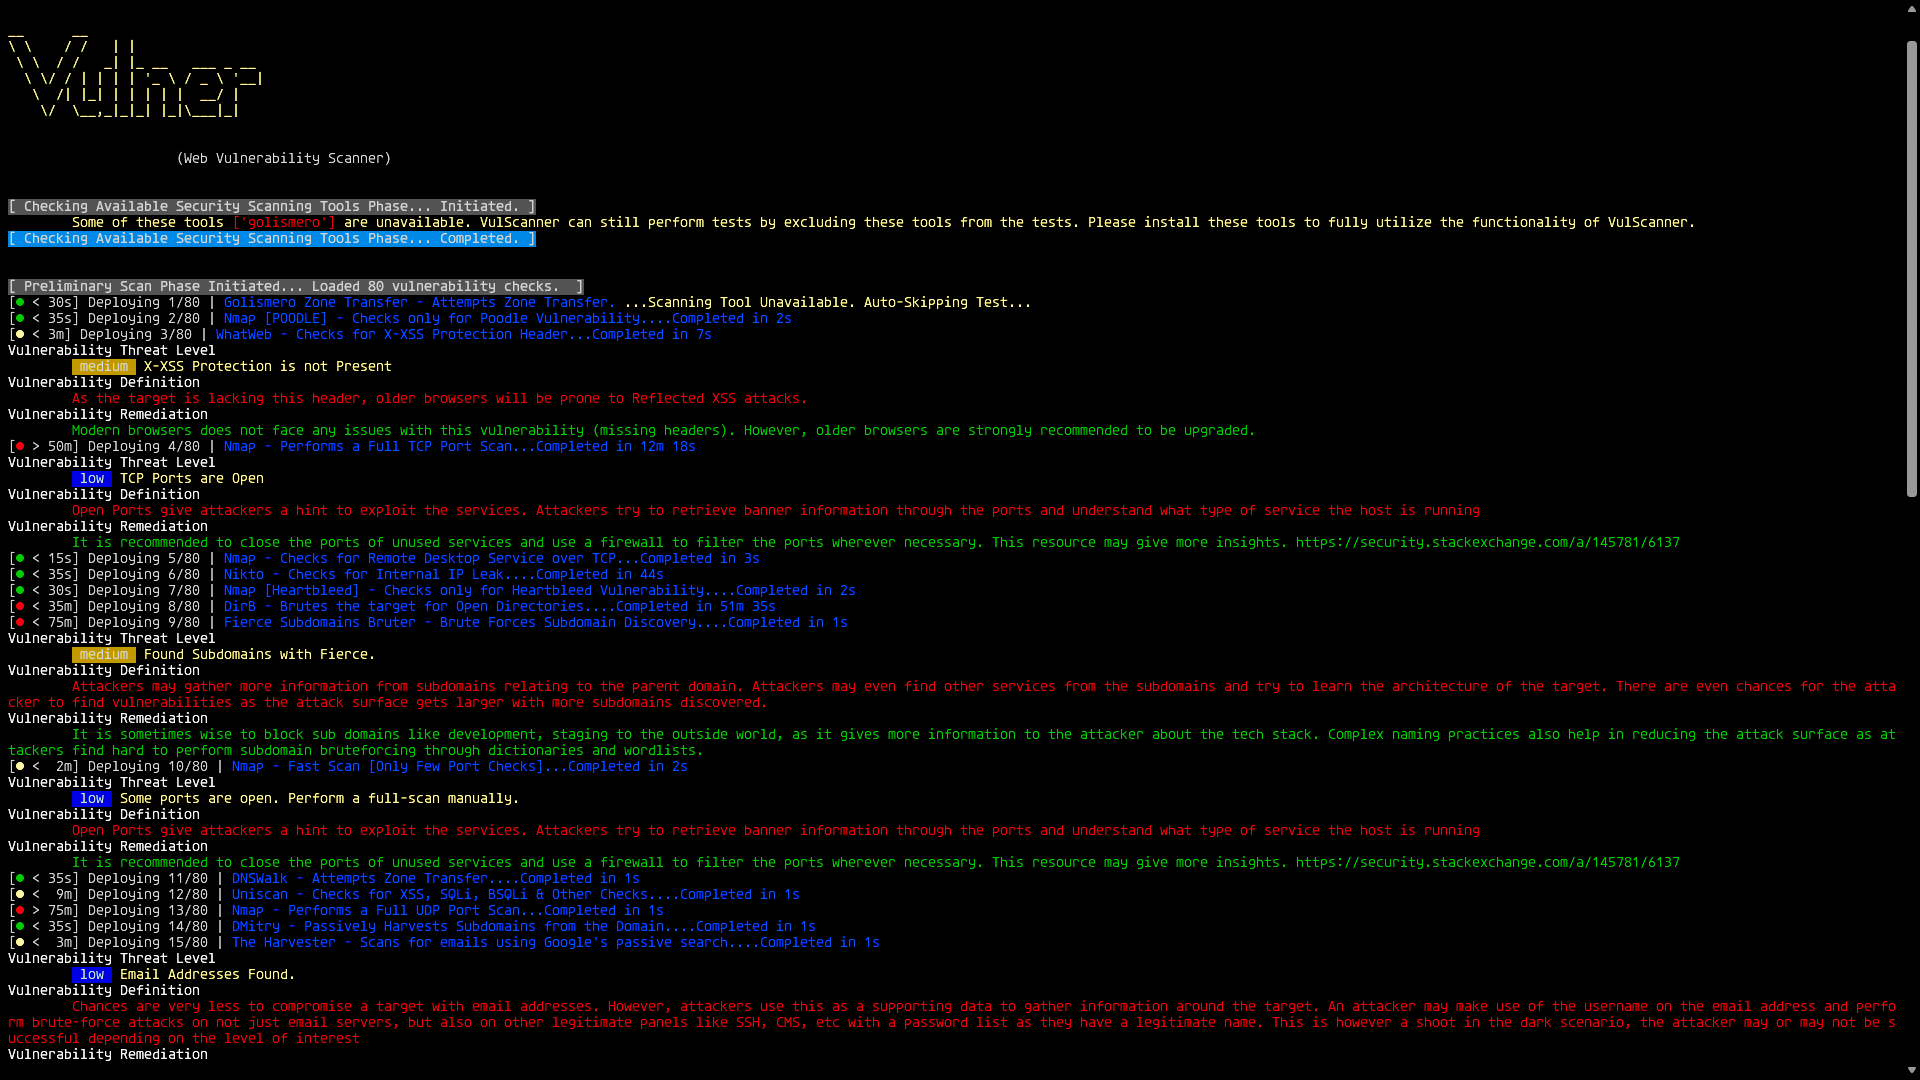 __      __
\ \    / /   | |
 \ \  / /   _| |_ __   ___ _ __
  \ \/ / | | | | '_ \ / _ \ '__|
   \  /| |_| | | | | |  __/ |
    \/  \__,_|_|_| |_|\___|_|
(Web Vulnerability Scanner)
[ Checking Available Security Scanning Tools Phase... Initiated. ]
Some of these tools ['golismero'] are unavailable. VulScanner can still perform tests by excluding these tools from the tests. Please install these tools to fully utilize the functionality of VulScanner.
[ Checking Available Security Scanning Tools Phase... Completed. ]
[ Preliminary Scan Phase Initiated... Loaded 80 vulnerability checks.  ]
[● < 30s] Deploying 1/80 | Golismero Zone Transfer - Attempts Zone Transfer. ...Scanning Tool Unavailable. Auto-Skipping Test...
[● < 35s] Deploying 2/80 | Nmap [POODLE] - Checks only for Poodle Vulnerability....Completed in 2s
[● < 3m] Deploying 3/80 | WhatWeb - Checks for X-XSS Protection Header...Completed in 7s
Vulnerability Threat Level
medium X-XSS Protection is not Present
Vulnerability Definition
As the target is lacking this header, older browsers will be prone to Reflected XSS attacks.
Vulnerability Remediation
Modern browsers does not face any issues with this vulnerability (missing headers). However, older browsers are strongly recommended to be upgraded.
[● > 50m] Deploying 4/80 | Nmap - Performs a Full TCP Port Scan...Completed in 12m 18s
Vulnerability Threat Level
low TCP Ports are Open
Vulnerability Definition
Open Ports give attackers a hint to exploit the services. Attackers try to retrieve banner information through the ports and understand what type of service the host is running
Vulnerability Remediation
It is recommended to close the ports of unused services and use a firewall to filter the ports wherever necessary. This resource may give more insights. https://security.stackexchange.com/a/145781/6137
[● < 15s] Deploying 5/80 | Nmap - Checks for Remote Desktop Service over TCP...Completed in 3s
[● < 35s] Deploying 6/80 | Nikto - Checks for Internal IP Leak....Completed in 44s
[● < 30s] Deploying 7/80 | Nmap [Heartbleed] - Checks only for Heartbleed Vulnerability....Completed in 2s
[● < 35m] Deploying 8/80 | DirB - Brutes the target for Open Directories....Completed in 51m 35s
[● < 75m] Deploying 9/80 | Fierce Subdomains Bruter - Brute Forces Subdomain Discovery....Completed in 1s
Vulnerability Threat Level
medium Found Subdomains with Fierce.
Vulnerability Definition
Attackers may gather more information from subdomains relating to the parent domain. Attackers may even find other services from the subdomains and try to learn the architecture of the target. There are even chances for the atta
cker to find vulnerabilities as the attack surface gets larger with more subdomains discovered.
Vulnerability Remediation
It is sometimes wise to block sub domains like development, staging to the outside world, as it gives more information to the attacker about the tech stack. Complex naming practices also help in reducing the attack surface as at
tackers find hard to perform subdomain bruteforcing through dictionaries and wordlists.
[● <  2m] Deploying 10/80 | Nmap - Fast Scan [Only Few Port Checks]...Completed in 2s
Vulnerability Threat Level
low Some ports are open. Perform a full-scan manually.
Vulnerability Definition
Open Ports give attackers a hint to exploit the services. Attackers try to retrieve banner information through the ports and understand what type of service the host is running
Vulnerability Remediation
It is recommended to close the ports of unused services and use a firewall to filter the ports wherever necessary. This resource may give more insights. https://security.stackexchange.com/a/145781/6137
[● < 35s] Deploying 11/80 | DNSWalk - Attempts Zone Transfer....Completed in 1s
[● <  9m] Deploying 12/80 | Uniscan - Checks for XSS, SQLi, BSQLi & Other Checks....Completed in 1s
[● > 75m] Deploying 13/80 | Nmap - Performs a Full UDP Port Scan...Completed in 1s
[● < 35s] Deploying 14/80 | DMitry - Passively Harvests Subdomains from the Domain....Completed in 1s
[● <  3m] Deploying 15/80 | The Harvester - Scans for emails using Google's passive search....Completed in 1s
Vulnerability Threat Level
low Email Addresses Found.
Vulnerability Definition
Chances are very less to compromise a target with email addresses. However, attackers use this as a supporting data to gather information around the target. An attacker may make use of the username on the email address and perfo
rm brute-force attacks on not just email servers, but also on other legitimate panels like SSH, CMS, etc with a password list as they have a legitimate name. This is however a shoot in the dark scenario, the attacker may or may not be s
uccessful depending on the level of interest
Vulnerability Remediation